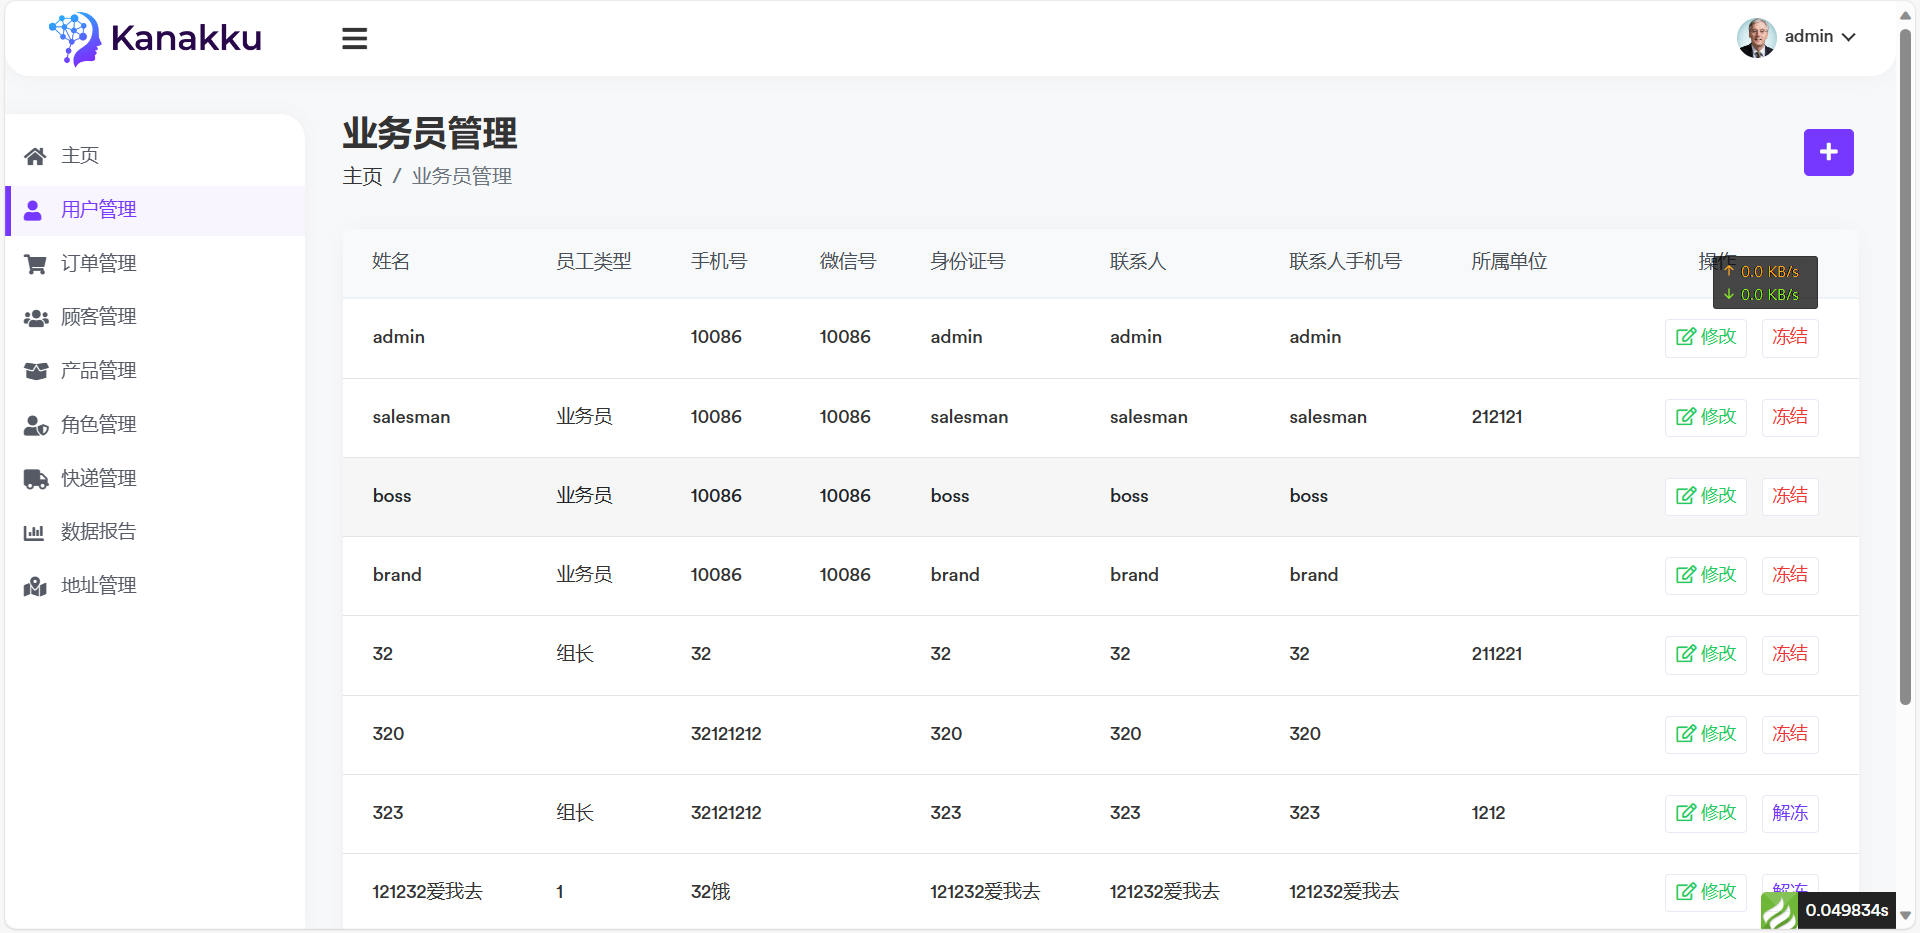 Kanakku
admin
主页
用户管理
订单管理
顾客管理
产品管理
角色管理
快递管理
数据报告
地址管理
业务员管理
主页 / 业务员管理
姓名 员工类型 手机号 微信号 身份证号 联系人 联系人手机号 所属单位 操作
↑ 0.0 KB/s
↓ 0.0 KB/s
admin 10086 10086 admin admin admin 修改 冻结
salesman 业务员 10086 10086 salesman salesman salesman 212121 修改 冻结
boss 业务员 10086 10086 boss boss boss 修改 冻结
brand 业务员 10086 10086 brand brand brand 修改 冻结
32 组长 32 32 32 32 211221 修改 冻结
320 32121212 320 320 320 修改 冻结
323 组长 32121212 323 323 323 1212 修改 解冻
121232爱我去 1 32饿 121232爱我去 121232爱我去 121232爱我去 修改 解冻
0.049834s